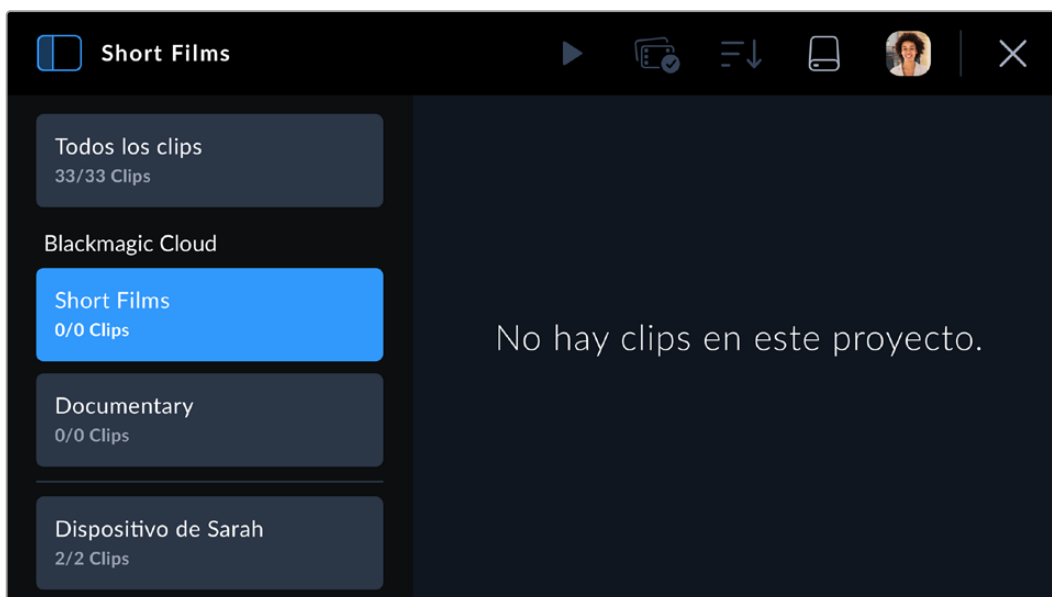 Short Films
Todos los clips
33/33 Clips
Blackmagic Cloud
Short Films
0/0 Clips
Documentary
0/0 Clips
Dispositivo de Sarah
2/2 Clips
No hay clips en este proyecto.